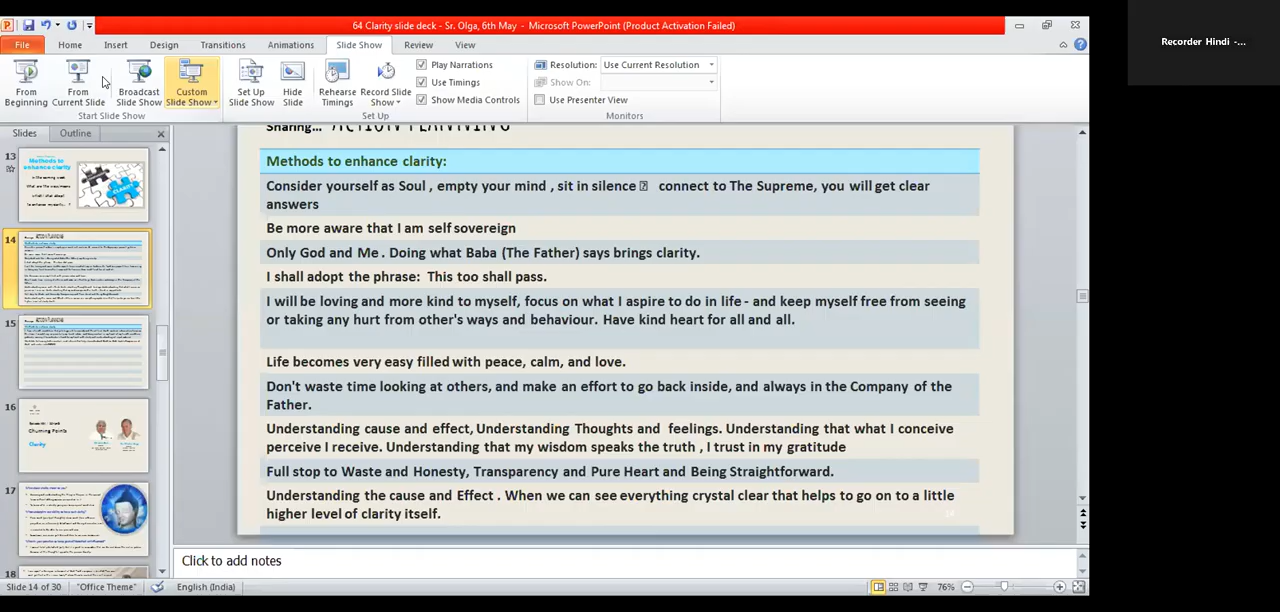 64 Clarity slide deck - Sr. Olga, 6th May - Microsoft PowerPoint (Product Activation Failed)
Recorder Hindi -...
File Home Insert Design Transitions Animations Slide Show Review View
From Beginning
From Current Slide
Broadcast Slide Show
Custom Slide Show
Set Up Slide Show
Hide Slide
Rehearse Timings
Record Slide Show
Play Narrations
Use Timings
Show Media Controls
Resolution: Use Current Resolution
Show On:
Use Presenter View
Start Slide Show
Set Up
Monitors
Slides Outline
13
Methods to
enhance clarity
14
15
16
Clarity
17
18
Sharing... ACTION PLANNING
Methods to enhance clarity:
Consider yourself as Soul , empty your mind , sit in silence connect to The Supreme, you will get clear
answers
Be more aware that I am self sovereign
Only God and Me . Doing what Baba (The Father) says brings clarity.
I shall adopt the phrase: This too shall pass.
I will be loving and more kind to myself, focus on what I aspire to do in life - and keep myself free from seeing
or taking any hurt from other's ways and behaviour. Have kind heart for all and all.
Life becomes very easy filled with peace, calm, and love.
Don't waste time looking at others, and make an effort to go back inside, and always in the Company of the
Father.
Understanding cause and effect, Understanding Thoughts and feelings. Understanding that what I conceive
perceive I receive. Understanding that my wisdom speaks the truth , I trust in my gratitude
Full stop to Waste and Honesty, Transparency and Pure Heart and Being Straightforward.
Understanding the cause and Effect . When we can see everything crystal clear that helps to go on to a little
higher level of clarity itself.
Click to add notes
Slide 14 of 30 "Office Theme" English (India) 76%